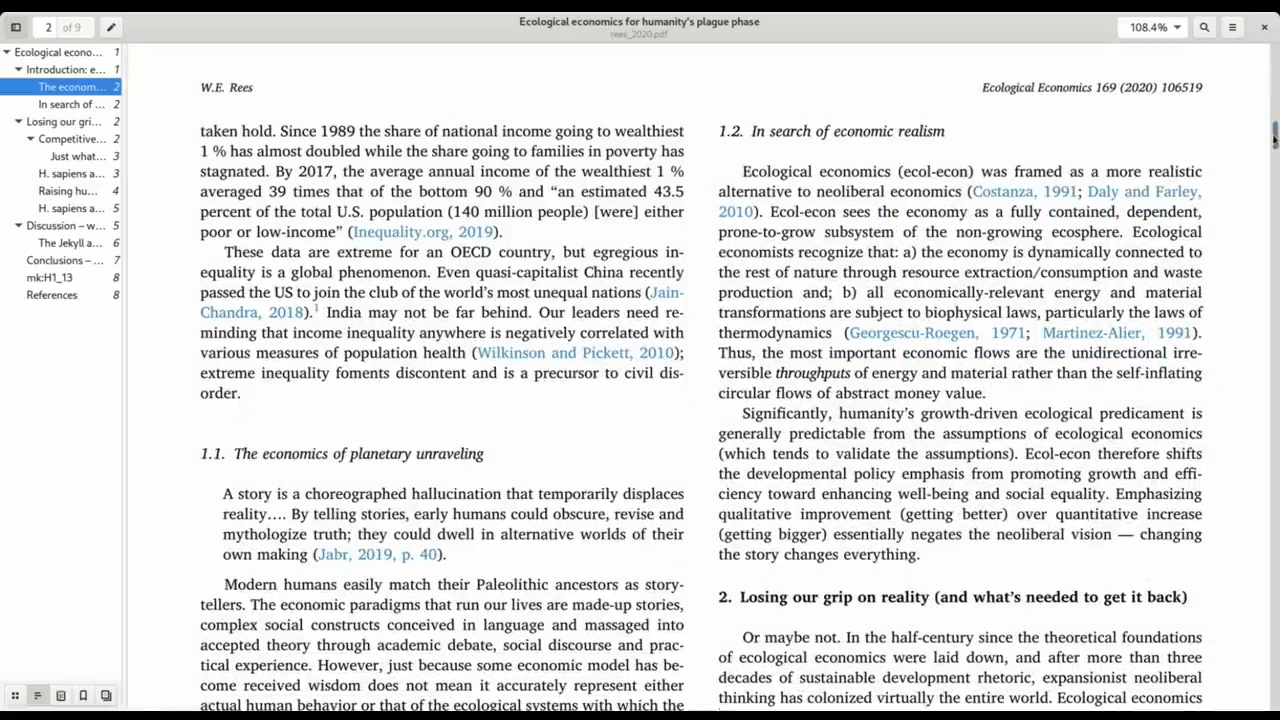 Ecological economics for humanity's plague phase
rees_2020.pdf
2 of 9
108.4%
Ecological econo... 1
Introduction: e... 1
The econom... 2
In search of ... 2
Losing our gri... 2
Competitive... 2
Just what... 3
H. sapiens a... 3
Raising hu... 4
H. sapiens a... 5
Discussion – w... 5
The Jekyll a... 6
Conclusions – ... 7
mk:H1_13 8
References 8
W.E. Rees
Ecological Economics 169 (2020) 106519
taken hold. Since 1989 the share of national income going to wealthiest
1 % has almost doubled while the share going to families in poverty has
stagnated. By 2017, the average annual income of the wealthiest 1 %
averaged 39 times that of the bottom 90 % and “an estimated 43.5
percent of the total U.S. population (140 million people) [were] either
poor or low-income” (Inequality.org, 2019).
These data are extreme for an OECD country, but egregious in-
equality is a global phenomenon. Even quasi-capitalist China recently
passed the US to join the club of the world's most unequal nations (Jain-
Chandra, 2018).1 India may not be far behind. Our leaders need re-
minding that income inequality anywhere is negatively correlated with
various measures of population health (Wilkinson and Pickett, 2010);
extreme inequality foments discontent and is a precursor to civil dis-
order.
1.1. The economics of planetary unraveling
A story is a choreographed hallucination that temporarily displaces
reality…. By telling stories, early humans could obscure, revise and
mythologize truth; they could dwell in alternative worlds of their
own making (Jabr, 2019, p. 40).
Modern humans easily match their Paleolithic ancestors as story-
tellers. The economic paradigms that run our lives are made-up stories,
complex social constructs conceived in language and massaged into
accepted theory through academic debate, social discourse and prac-
tical experience. However, just because some economic model has be-
come received wisdom does not mean it accurately represent either
actual human behavior or that of the ecological systems with which the
1.2. In search of economic realism
Ecological economics (ecol-econ) was framed as a more realistic
alternative to neoliberal economics (Costanza, 1991; Daly and Farley,
2010). Ecol-econ sees the economy as a fully contained, dependent,
prone-to-grow subsystem of the non-growing ecosphere. Ecological
economists recognize that: a) the economy is dynamically connected to
the rest of nature through resource extraction/consumption and waste
production and; b) all economically-relevant energy and material
transformations are subject to biophysical laws, particularly the laws of
thermodynamics (Georgescu-Roegen, 1971; Martinez-Alier, 1991).
Thus, the most important economic flows are the unidirectional irre-
versible throughputs of energy and material rather than the self-inflating
circular flows of abstract money value.
Significantly, humanity's growth-driven ecological predicament is
generally predictable from the assumptions of ecological economics
(which tends to validate the assumptions). Ecol-econ therefore shifts
the developmental policy emphasis from promoting growth and effi-
ciency toward enhancing well-being and social equality. Emphasizing
qualitative improvement (getting better) over quantitative increase
(getting bigger) essentially negates the neoliberal vision — changing
the story changes everything.
2. Losing our grip on reality (and what's needed to get it back)
Or maybe not. In the half-century since the theoretical foundations
of ecological economics were laid down, and after more than three
decades of sustainable development rhetoric, expansionist neoliberal
thinking has colonized virtually the entire world. Ecological economics